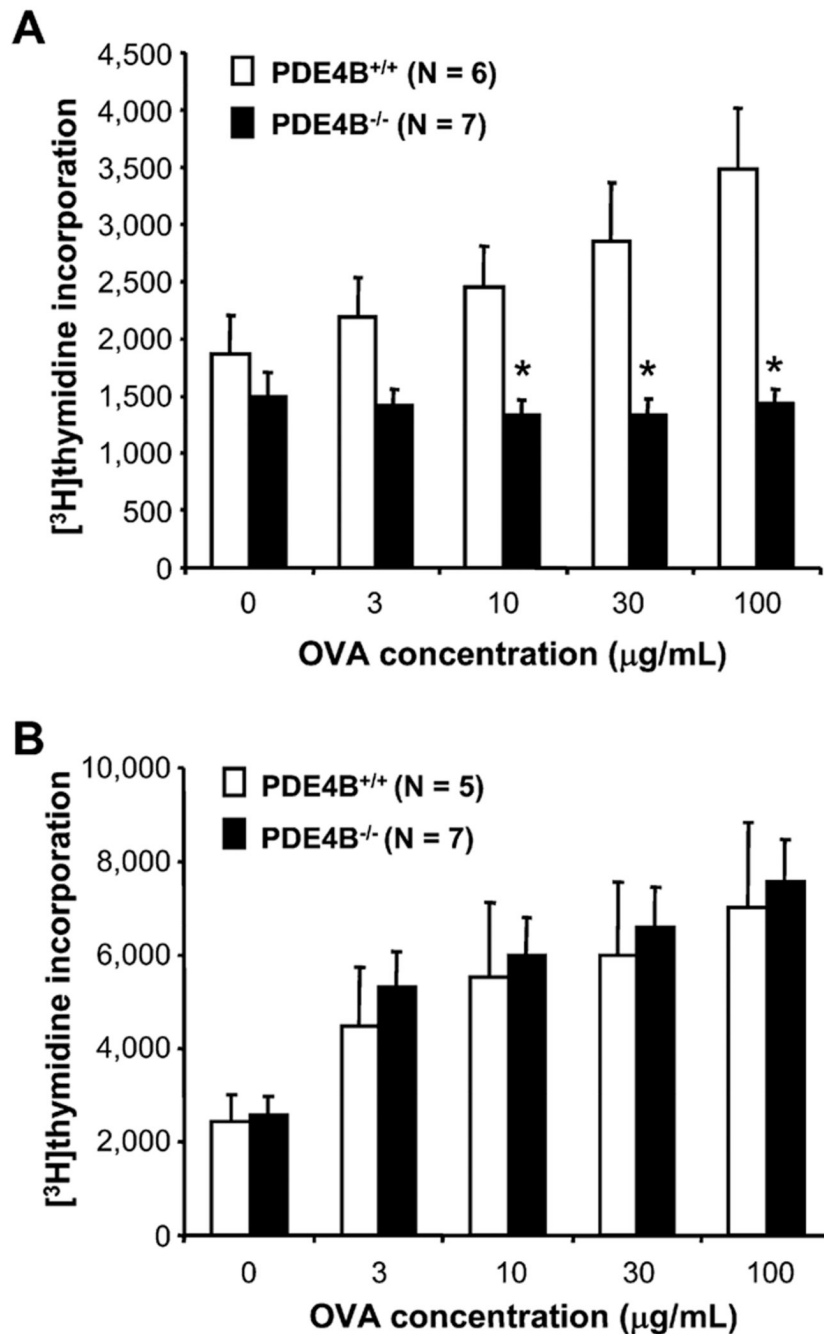 A
[³H]thymidine incorporation
4,500
4,000
3,500
3,000
2,500
2,000
1,500
1,000
500
0
PDE4B+/+ (N = 6)
PDE4B-/- (N = 7)
* * *
0 3 10 30 100
OVA concentration (μg/mL)
B
[³H]thymidine incorporation
10,000
8,000
6,000
4,000
2,000
0
PDE4B+/+ (N = 5)
PDE4B-/- (N = 7)
0 3 10 30 100
OVA concentration (μg/mL)